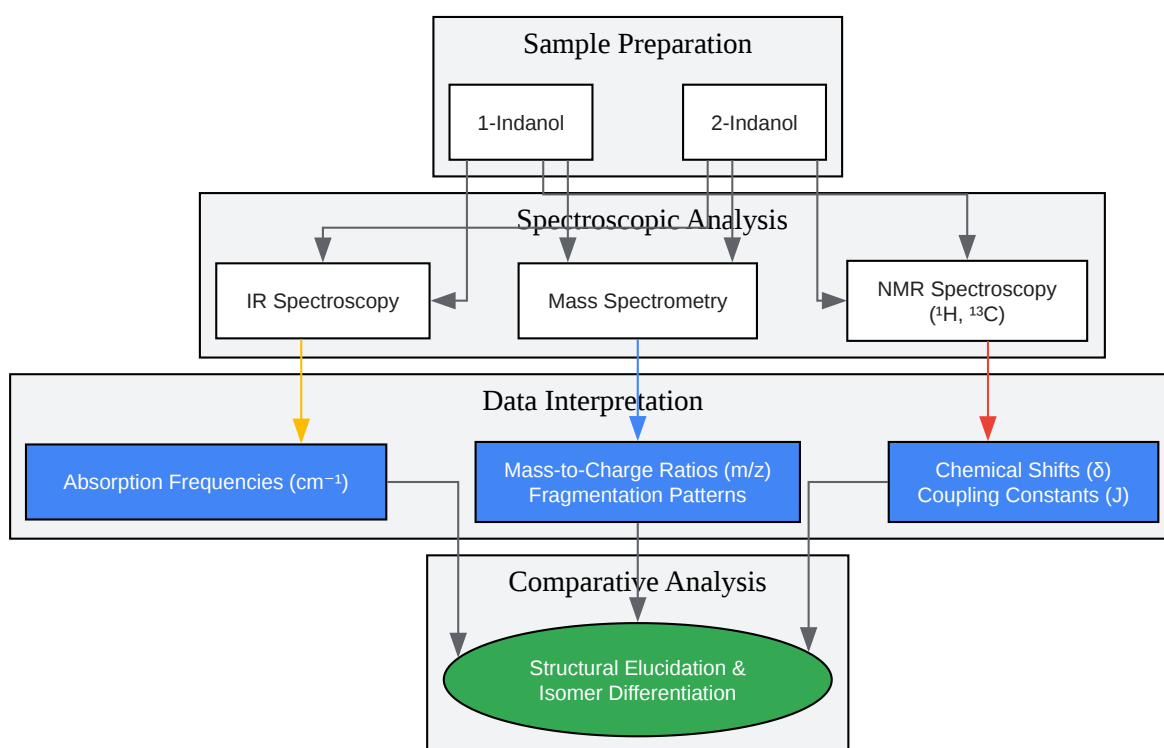 Sample Preparation
1-Indanol
2-Indanol
Spectroscopic Analysis
IR Spectroscopy
Mass Spectrometry
NMR Spectroscopy
(¹H, ¹³C)
Data Interpretation
Absorption Frequencies (cm⁻¹)
Mass-to-Charge Ratios (m/z)
Fragmentation Patterns
Chemical Shifts (δ)
Coupling Constants (J)
Comparative Analysis
Structural Elucidation &
Isomer Differentiation